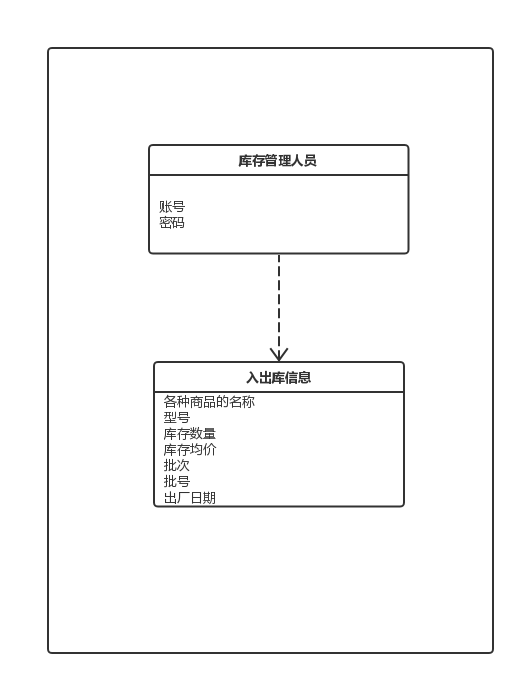 库存管理人员
账号
密码
入出库信息
各种商品的名称
型号
库存数量
库存均价
批次
批号
出厂日期